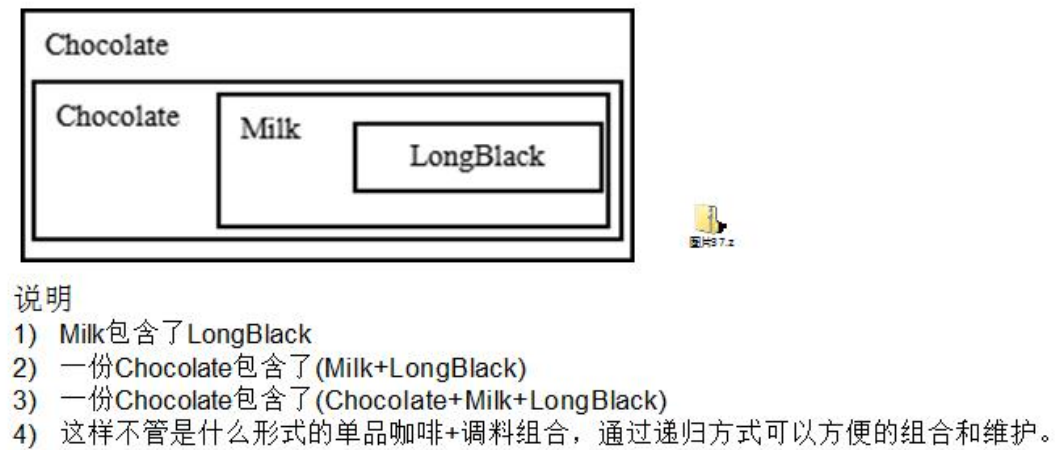 Chocolate
Chocolate
Milk
LongBlack
图片37.z
说明
1) Milk包含了LongBlack
2) 一份Chocolate包含了(Milk+LongBlack)
3) 一份Chocolate包含了(Chocolate+Milk+LongBlack)
4) 这样不管是什么形式的单品咖啡+调料组合，通过递归方式可以方便的组合和维护。